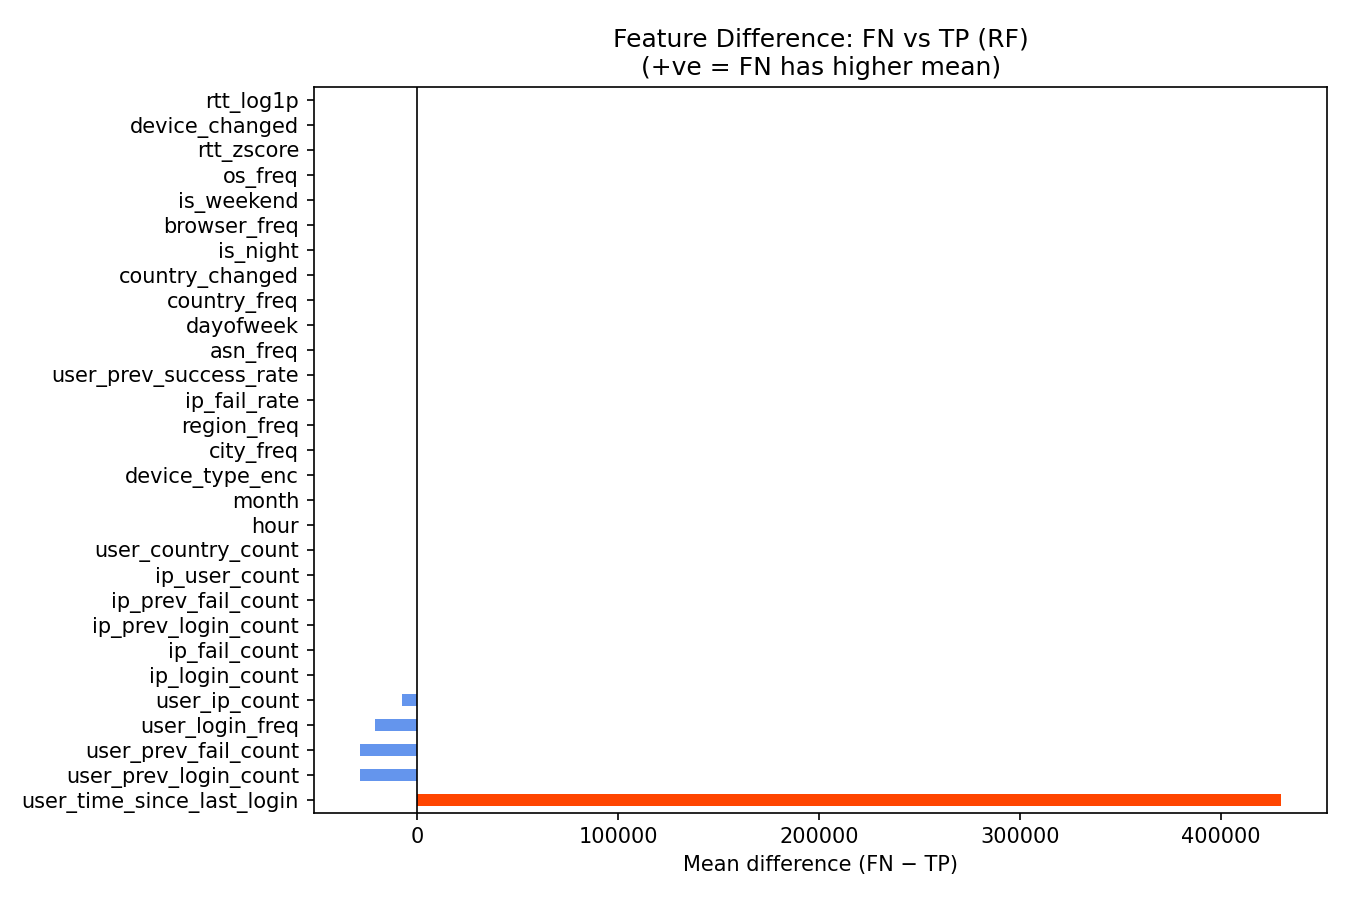 Feature Difference: FN vs TP (RF)
(+ve = FN has higher mean)
rtt_log1p
device_changed
rtt_zscore
os_freq
is_weekend
browser_freq
is_night
country_changed
country_freq
dayofweek
asn_freq
user_prev_success_rate
ip_fail_rate
region_freq
city_freq
device_type_enc
month
hour
user_country_count
ip_user_count
ip_prev_fail_count
ip_prev_login_count
ip_fail_count
ip_login_count
user_ip_count
user_login_freq
user_prev_fail_count
user_prev_login_count
user_time_since_last_login
0 100000 200000 300000 400000
Mean difference (FN − TP)